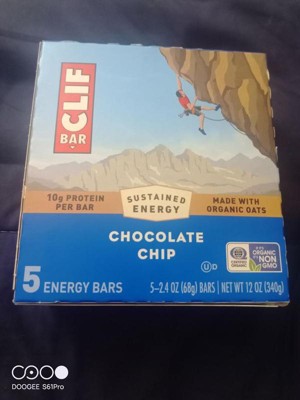 CLIF
BAR
10g PROTEIN
PER BAR
SUSTAINED
ENERGY
MADE WITH
ORGANIC OATS
CHOCOLATE
CHIP
U D
ORGANIC
NON
GMO
5 ENERGY BARS
5-2.4 OZ (68g) BARS | NET WT 12 OZ (340g)
DOOGEE S61Pro